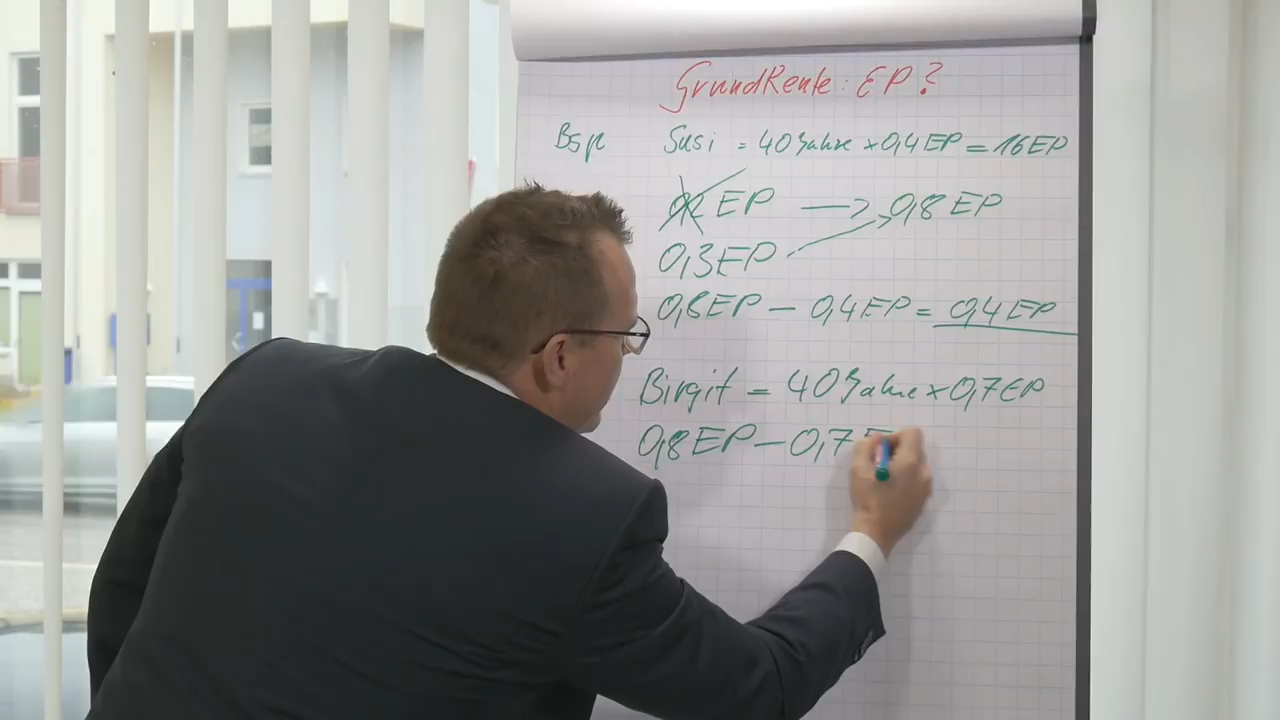 GrundRente: EP?
Bsp Susi = 40 Jahre x 0,4 EP = 16 EP
EP → 0,8 EP
0,3 EP
0,8 EP - 0,4 EP = 0,4 EP
Birgit = 40 Jahre x 0,7 EP
0,8 EP - 0,7 E